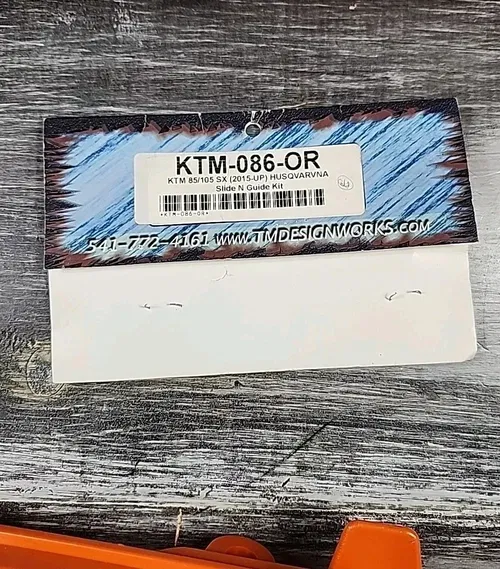 KTM-086-OR
KTM 85/105 SX (2015-UP) HUSQVARVNA
Slide N Guide Kit
*KTM-086-OR*
541-772-4161 WWW.TMDESIGNWORKS.COM